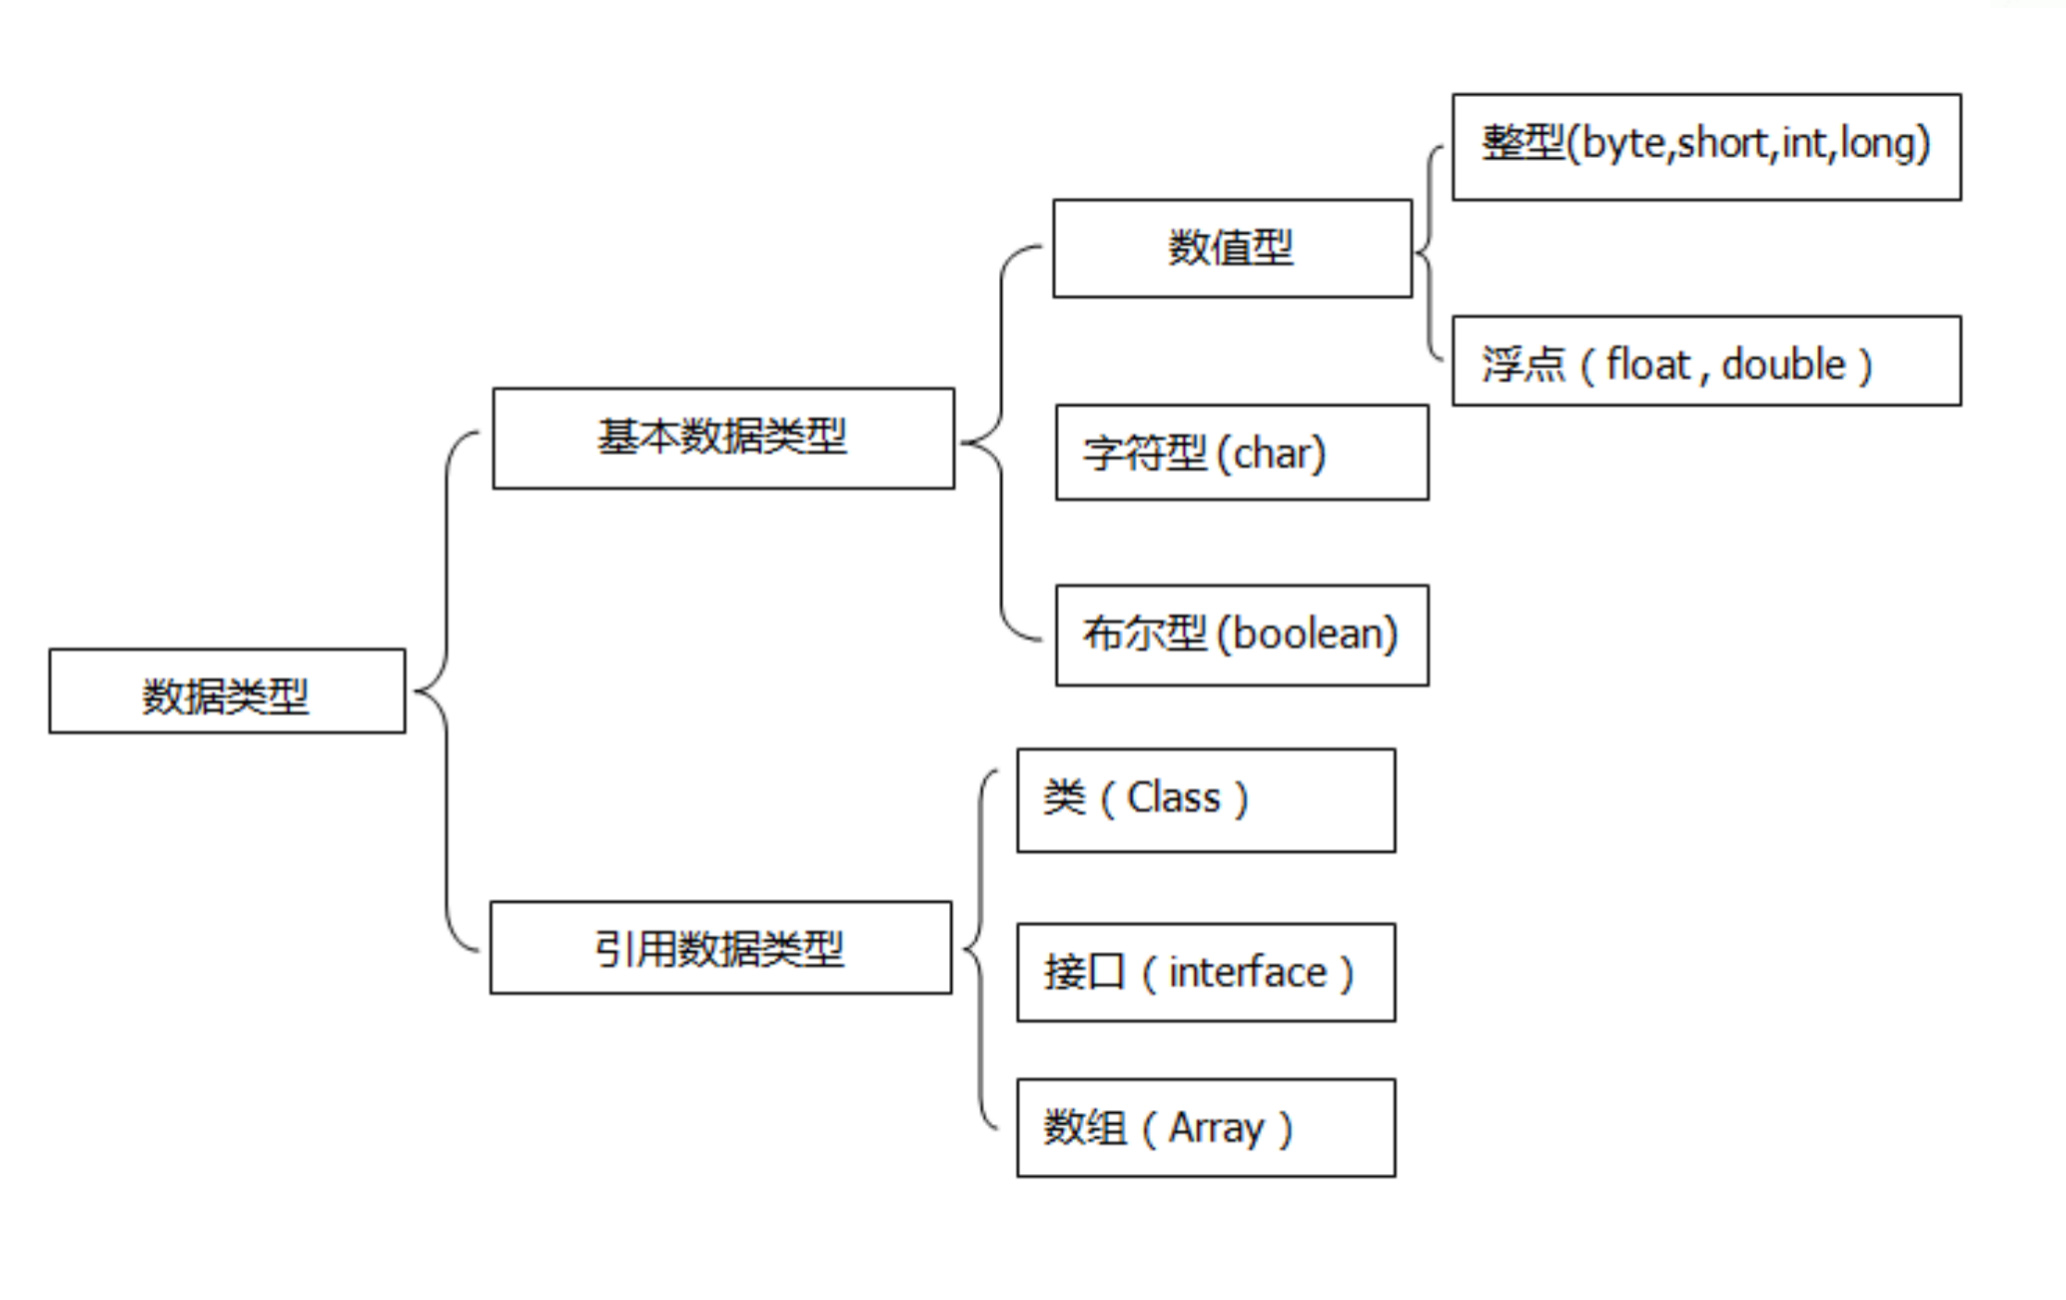 整型(byte,short,int,long)
数值型
浮点（float , double）
基本数据类型
字符型(char)
布尔型(boolean)
数据类型
类（Class）
引用数据类型
接口（interface）
数组（Array）